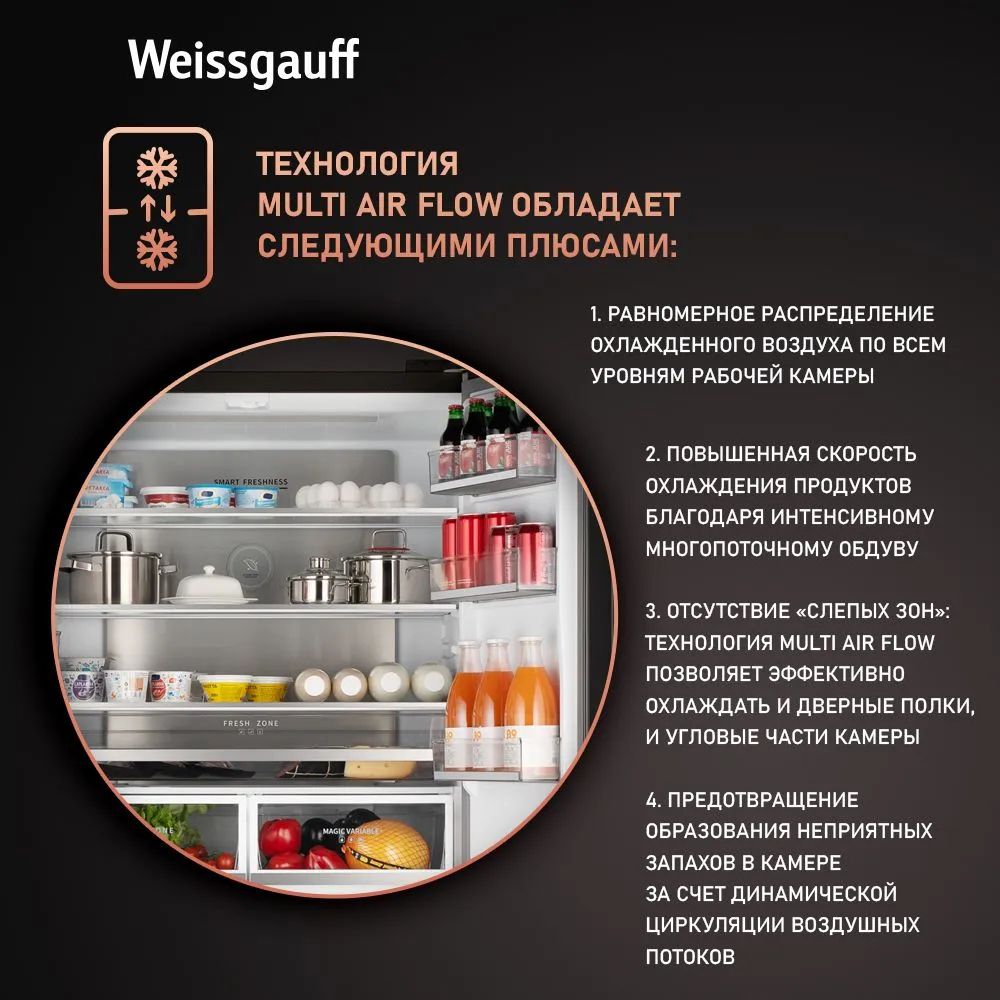 Weissgauff
ТЕХНОЛОГИЯ
MULTI AIR FLOW ОБЛАДАЕТ
СЛЕДУЮЩИМИ ПЛЮСАМИ:
1. РАВНОМЕРНОЕ РАСПРЕДЕЛЕНИЕ
ОХЛАЖДЕННОГО ВОЗДУХА ПО ВСЕМ
УРОВНЯМ РАБОЧЕЙ КАМЕРЫ
2. ПОВЫШЕННАЯ СКОРОСТЬ
ОХЛАЖДЕНИЯ ПРОДУКТОВ
БЛАГОДАРЯ ИНТЕНСИВНОМУ
МНОГОПОТОЧНОМУ ОБДУВУ
3. ОТСУТСТВИЕ «СЛЕПЫХ ЗОН»:
ТЕХНОЛОГИЯ MULTI AIR FLOW
ПОЗВОЛЯЕТ ЭФФЕКТИВНО
ОХЛАЖДАТЬ И ДВЕРНЫЕ ПОЛКИ,
И УГЛОВЫЕ ЧАСТИ КАМЕРЫ
4. ПРЕДОТВРАЩЕНИЕ
ОБРАЗОВАНИЯ НЕПРИЯТНЫХ
ЗАПАХОВ В КАМЕРЕ
ЗА СЧЕТ ДИНАМИЧЕСКОЙ
ЦИРКУЛЯЦИИ ВОЗДУШНЫХ
ПОТОКОВ
SMART FRESHNESS
FRESH ZONE
ZONE
MAGIC VARIABLE